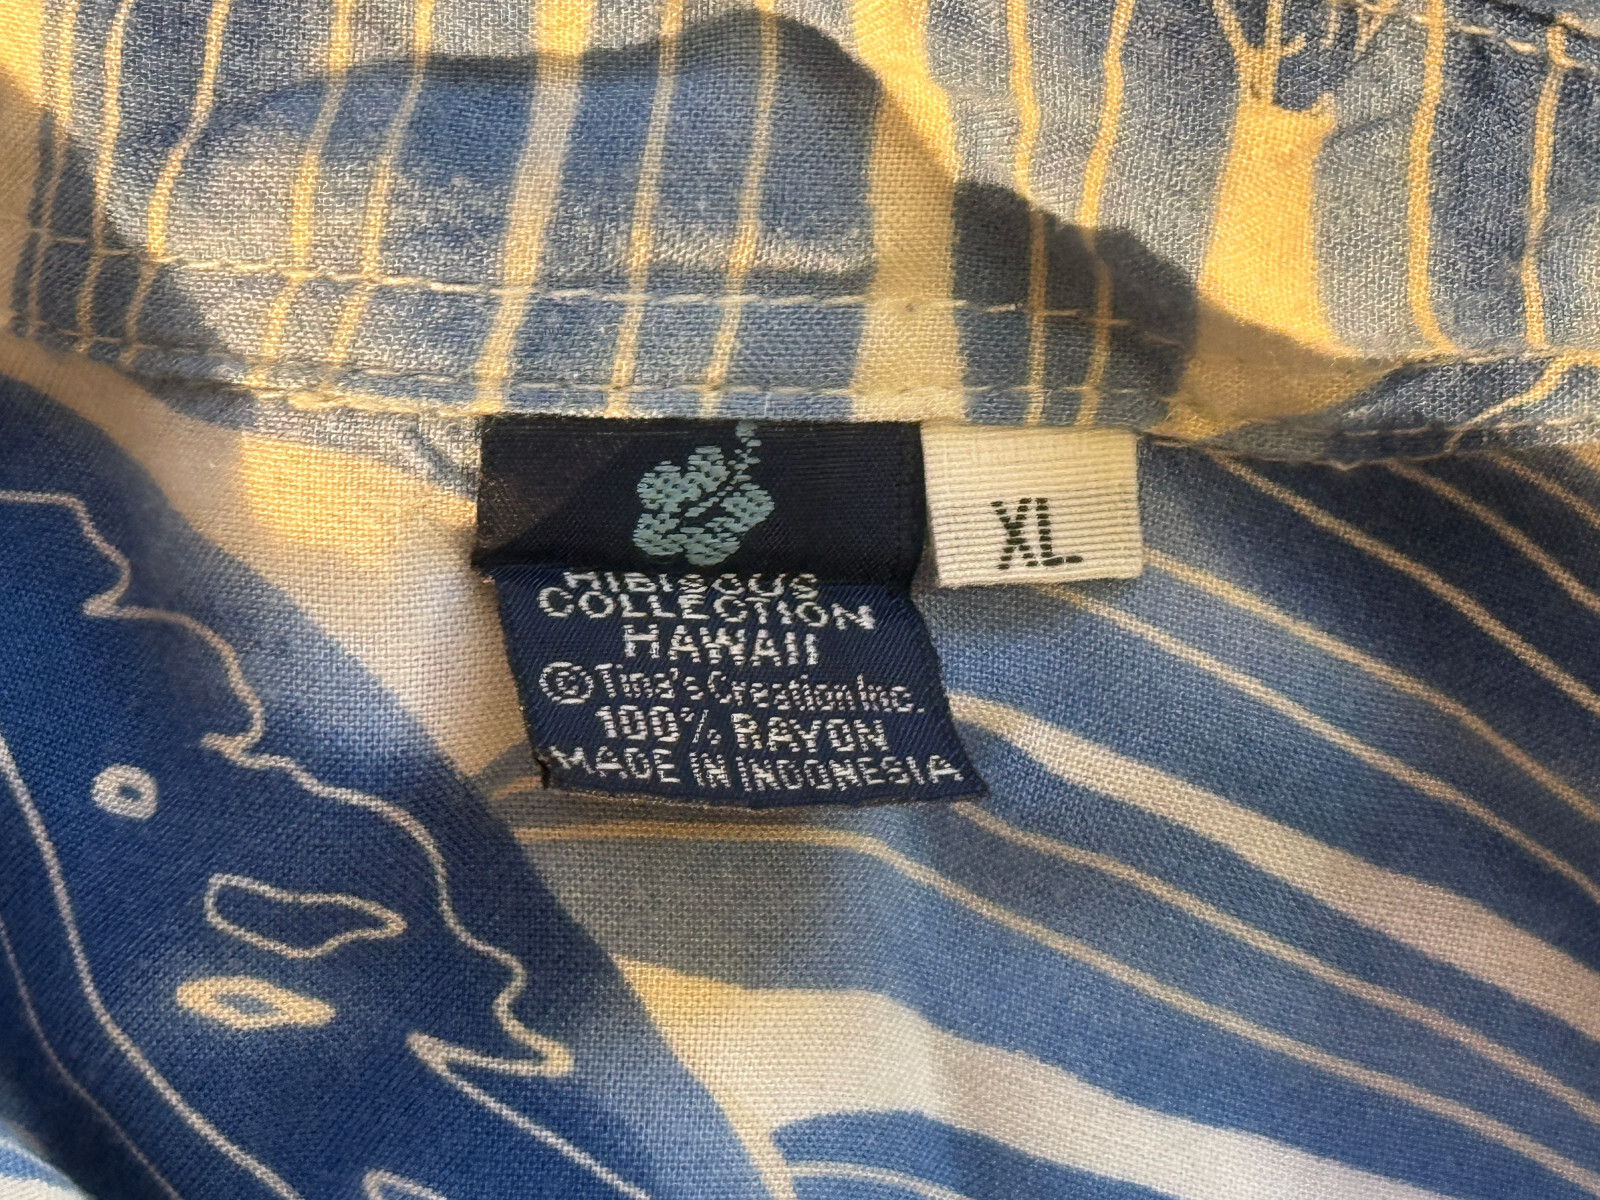 HIBISCUS
COLLECTION
HAWAII
©Tina's Creation Inc.
100% RAYON
MADE IN INDONESIA
XL